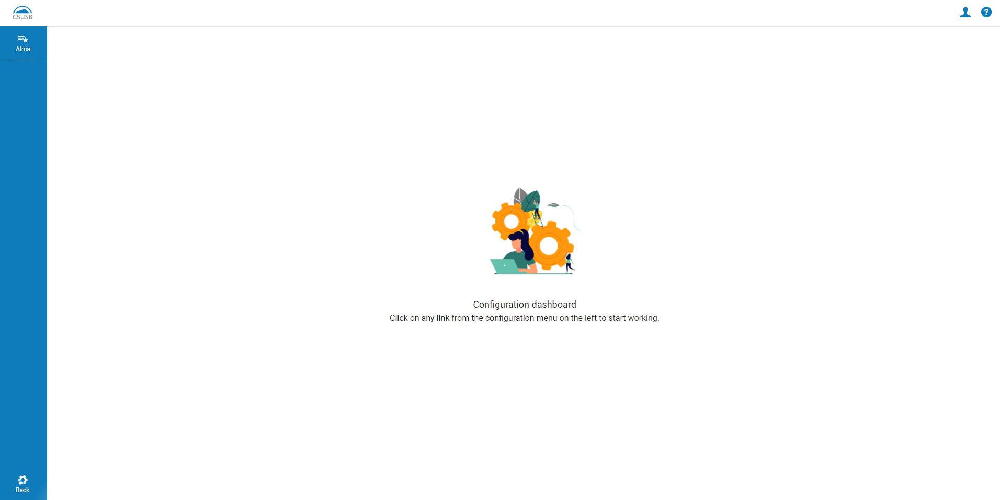 CSUSB
Alma
Configuration dashboard
Click on any link from the configuration menu on the left to start working.
Back